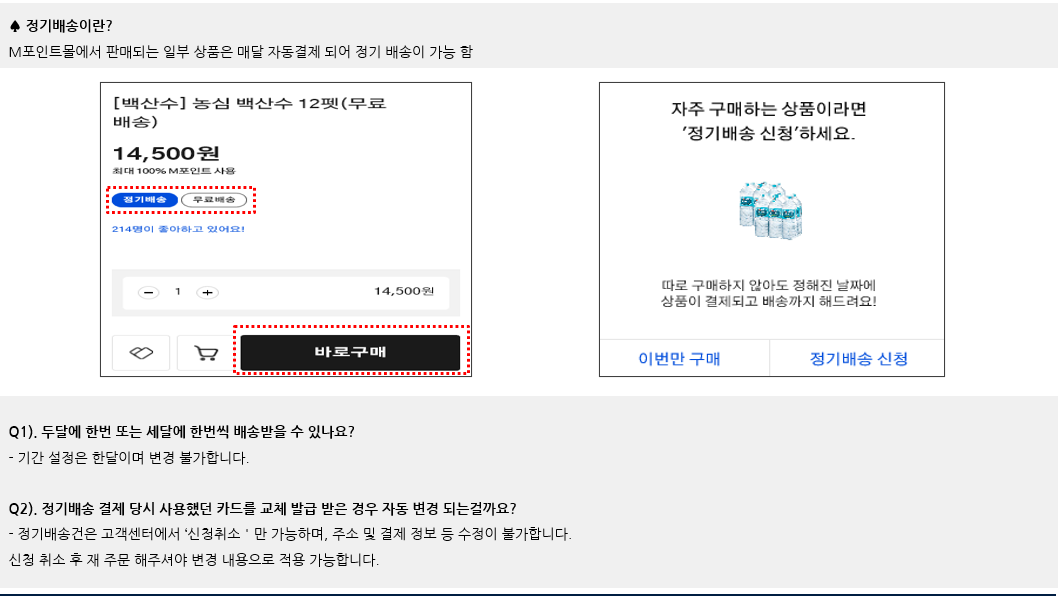 ♠ 정기배송이란?
M포인트몰에서 판매되는 일부 상품은 매달 자동결제 되어 정기 배송이 가능 함
[백산수] 농심 백산수 12펫(무료
배송)
14,500원
최대 100% M포인트 사용
정기배송 무료배송
214명이 좋아하고 있어요!
1 14,500원
바로구매
자주 구매하는 상품이라면
'정기배송 신청'하세요.
따로 구매하지 않아도 정해진 날짜에
상품이 결제되고 배송까지 해드려요!
이번만 구매 정기배송 신청
Q1). 두달에 한번 또는 세달에 한번씩 배송받을 수 있나요?
- 기간 설정은 한달이며 변경 불가합니다.
Q2). 정기배송 결제 당시 사용했던 카드를 교체 발급 받은 경우 자동 변경 되는걸까요?
- 정기배송건은 고객센터에서 ‘신청취소 ' 만 가능하며, 주소 및 결제 정보 등 수정이 불가합니다.
신청 취소 후 재 주문 해주셔야 변경 내용으로 적용 가능합니다.